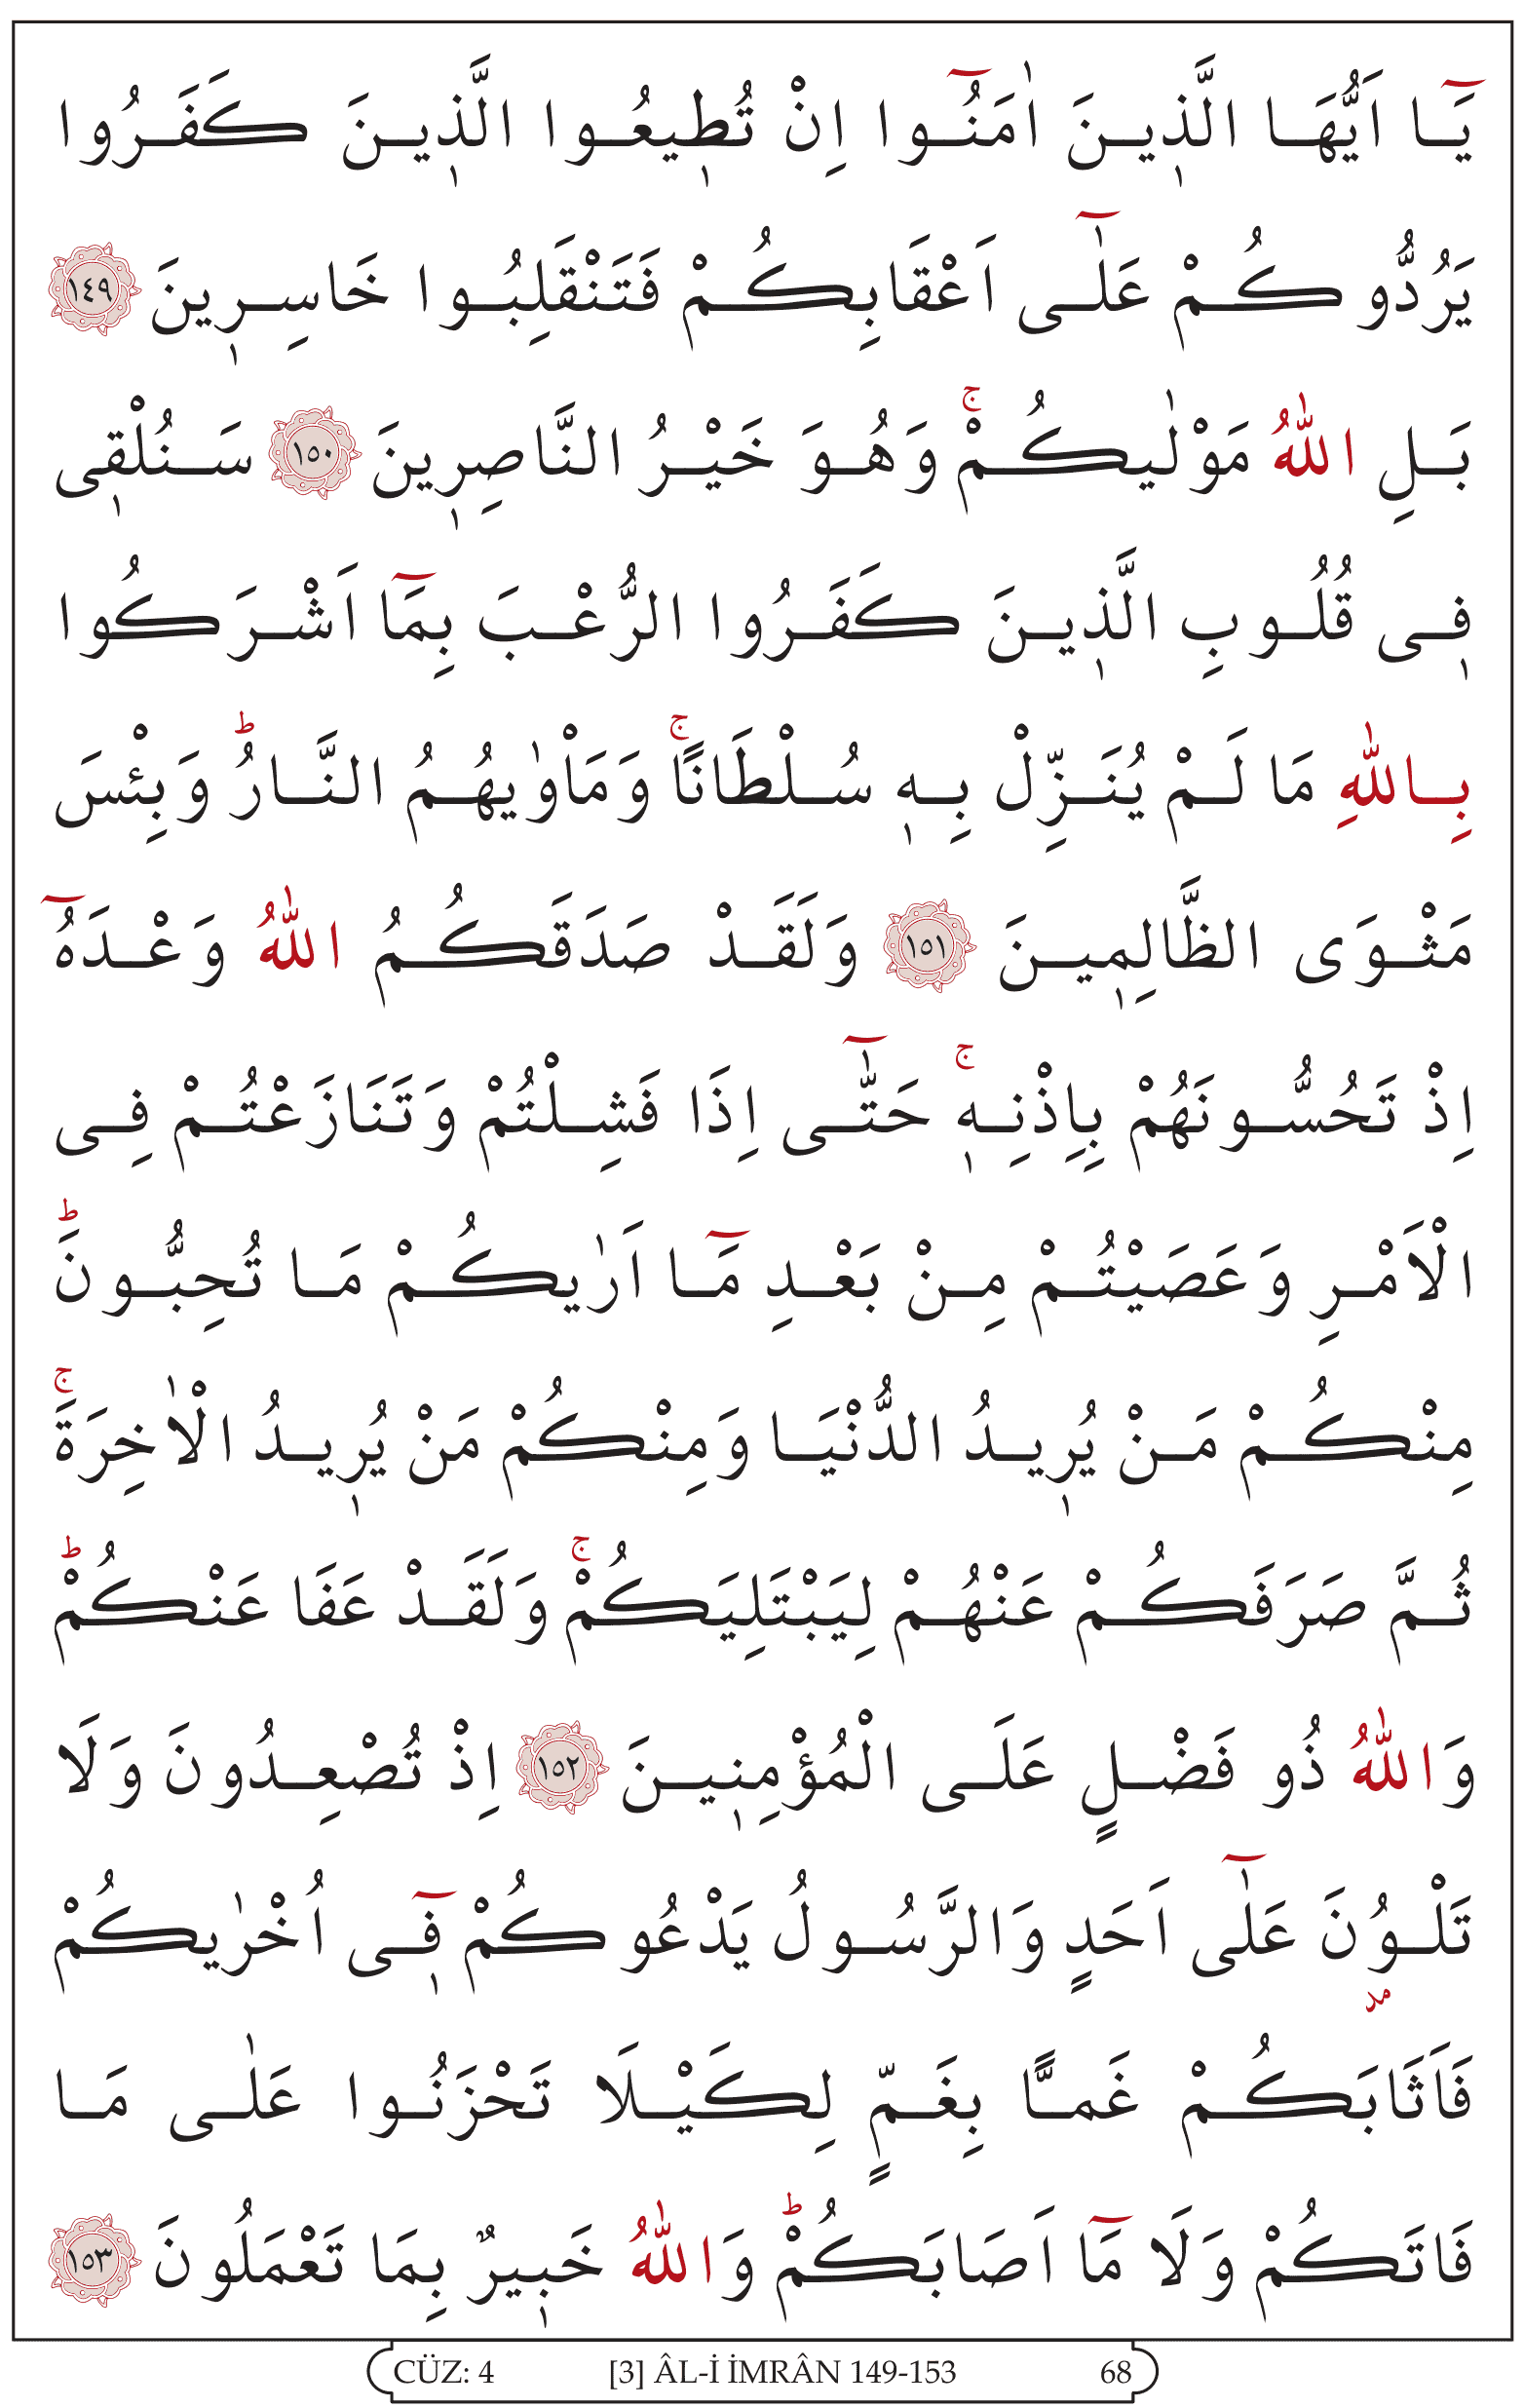 يَٓا اَيُّهَا الَّذ۪ينَ اٰمَنُٓوا اِنْ تُط۪يعُوا الَّذ۪ينَ كَفَرُوا
يَرُدُّوكُمْ عَلٰٓى اَعْقَابِكُمْ فَتَنْقَلِبُوا خَاسِر۪ينَ ﴿١٤٩﴾
بَلِ اللّٰهُ مَوْلٰيكُمْۚ وَهُوَ خَيْرُ النَّاصِر۪ينَ ﴿١٥٠﴾ سَنُلْق۪ى
ف۪ى قُلُوبِ الَّذ۪ينَ كَفَرُوا الرُّعْبَ بِمَٓا اَشْرَكُوا
بِاللّٰهِ مَا لَمْ يُنَزِّلْ بِه۪ سُلْطَانًاۚ وَمَأْوٰيهُمُ النَّارُۜ وَبِئْسَ
مَثْوَى الظَّالِم۪ينَ ﴿١٥١﴾ وَلَقَدْ صَدَقَكُمُ اللّٰهُ وَعْدَهُٓ
اِذْ تَحُسُّونَهُمْ بِاِذْنِه۪ۚ حَتّٰٓى اِذَا فَشِلْتُمْ وَتَنَازَعْتُمْ فِى
الْاَمْرِ وَعَصَيْتُمْ مِنْ بَعْدِ مَٓا اَرٰيكُمْ مَا تُحِبُّونَۜ
مِنْكُمْ مَنْ يُر۪يدُ الدُّنْيَا وَمِنْكُمْ مَنْ يُر۪يدُ الْاٰخِرَةَۚ
ثُمَّ صَرَفَكُمْ عَنْهُمْ لِيَبْتَلِيَكُمْۚ وَلَقَدْ عَفَا عَنْكُمْۜ
وَاللّٰهُ ذُو فَضْلٍ عَلَى الْمُؤْمِن۪ينَ ﴿١٥٢﴾ اِذْ تُصْعِدُونَ وَلَا
تَلْوُ۫نَ عَلٰٓى اَحَدٍ وَالرَّسُولُ يَدْعُوكُمْ ف۪ٓى اُخْرٰيكُمْ
فَاَثَابَكُمْ غَمًّا بِغَمٍّ لِكَيْلَا تَحْزَنُوا عَلٰى مَا
فَاتَكُمْ وَلَا مَٓا اَصَابَكُمْۜ وَاللّٰهُ خَب۪يرٌ بِمَا تَعْمَلُونَ ﴿١٥٣﴾
CÜZ: 4 [3] ÂL-İ İMRÂN 149-153 68